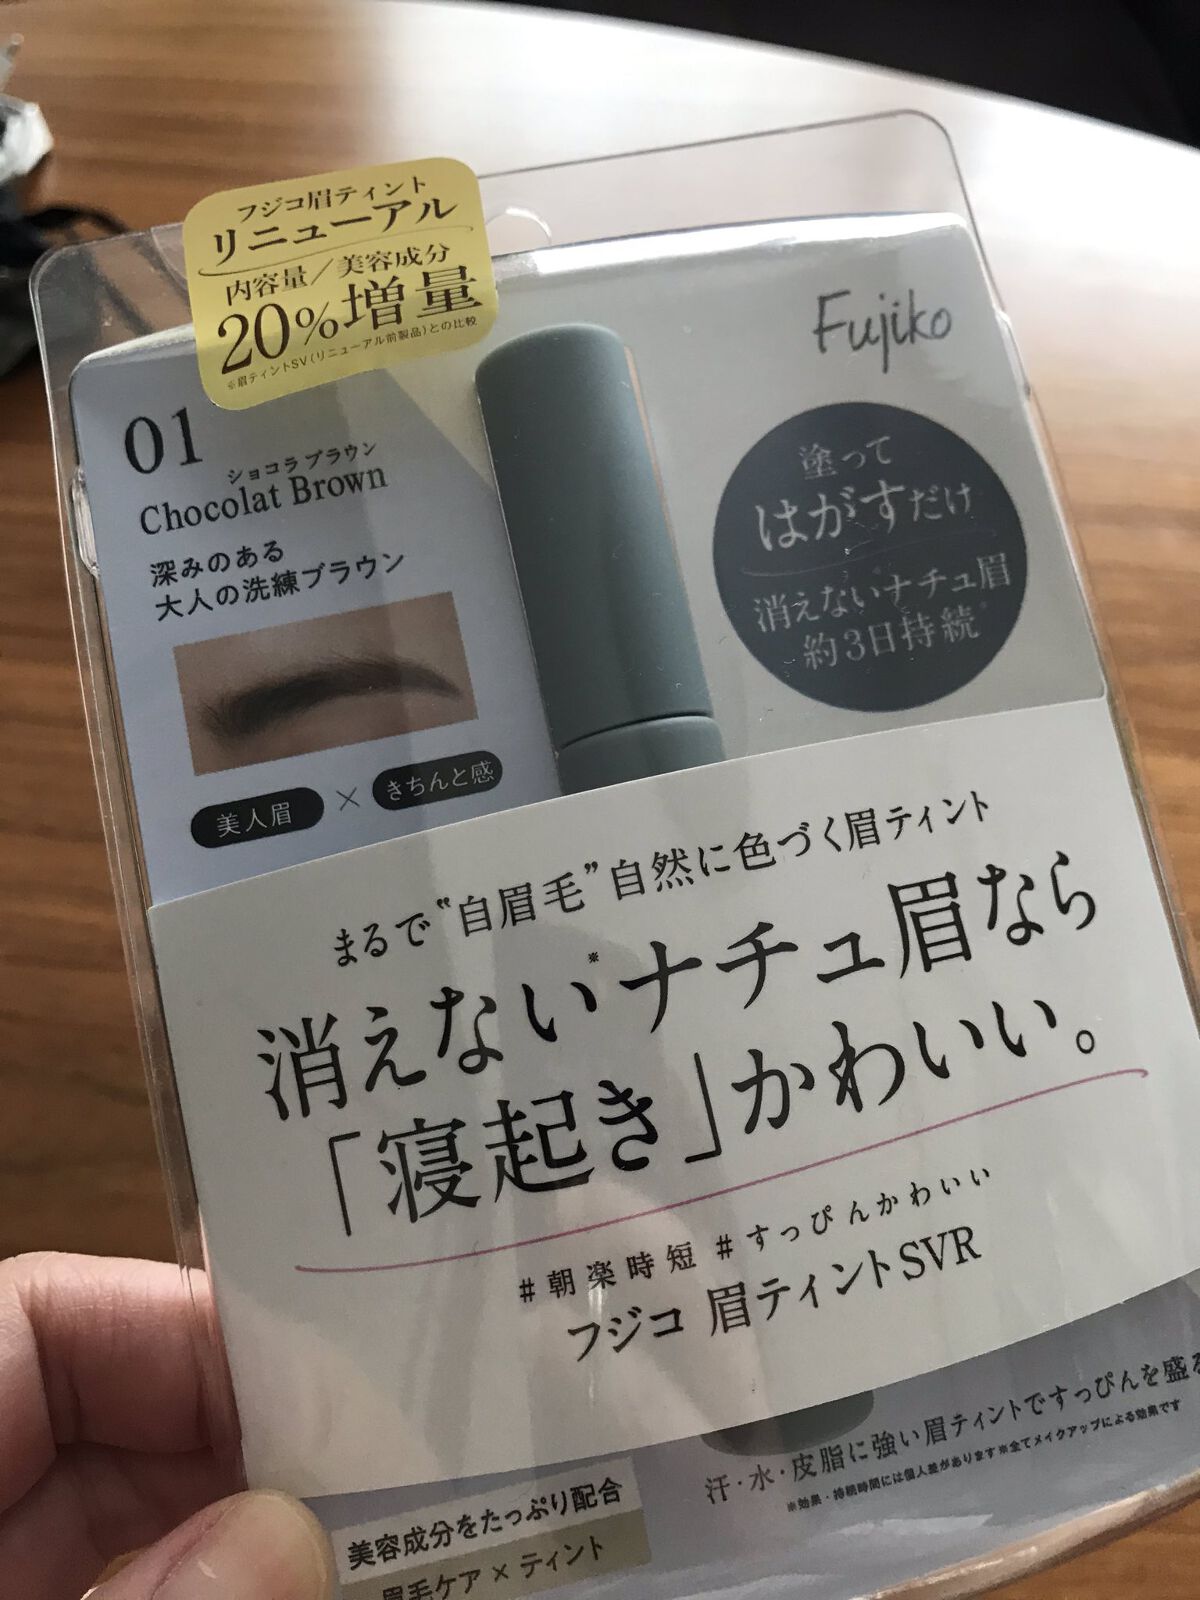 フジコ眉ティント
リニューアル
内容量/美容成分
20%増量
※眉ティントSV(リニューアル前製品)との比較
Fujiko
01
ショコラブラウン
Chocolat Brown
深みのある
大人の洗練ブラウン
美人眉 × きちんと感
塗って
はがすだけ
消えないナチュ眉
約3日持続※
まるで"自眉毛"自然に色づく眉ティント
消えない※ナチュ眉なら
「寝起き」かわいい。
#朝楽時短 #すっぴんかわいい
フジコ 眉ティントSVR
汗・水・皮脂に強い眉ティントですっぴんを盛る
※効果・持続時間には個人差があります※全てメイクアップによる効果です
美容成分をたっぷり配合
眉毛ケア×ティント